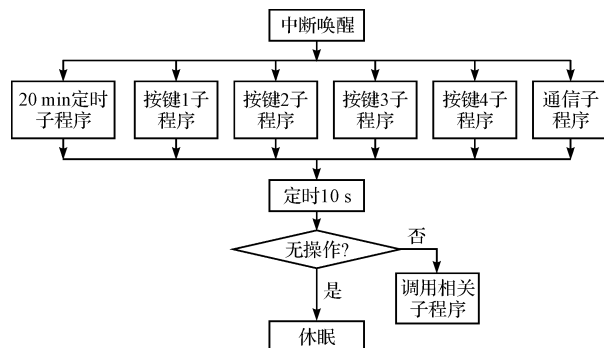 中断唤醒
20 min定时
子程序
按键1子
程序
按键2子
程序
按键3子
程序
按键4子
程序
通信子
程序
定时10 s
无操作?
否
是
调用相关
子程序
休眠